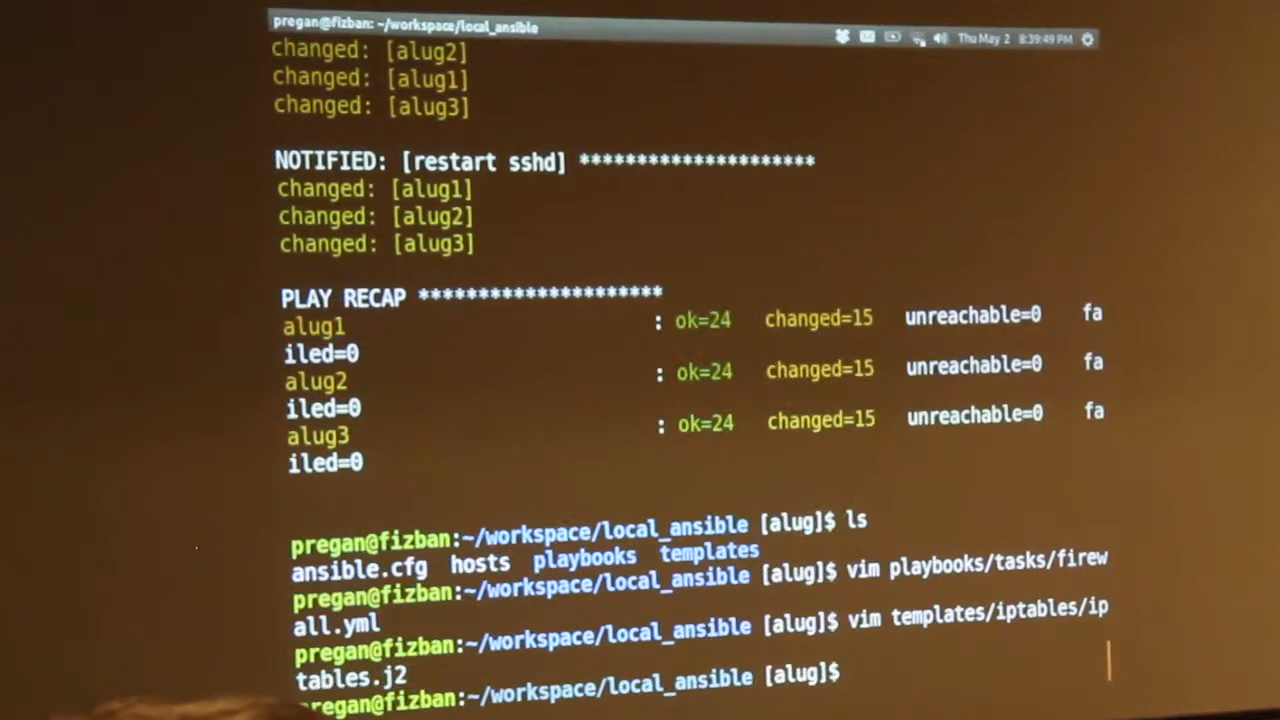 pregan@fizban: ~/workspace/local_ansible
Thu May 2 8:39:49 PM
changed: [alug2]
changed: [alug1]
changed: [alug3]
NOTIFIED: [restart sshd] *********************
changed: [alug1]
changed: [alug2]
changed: [alug3]
PLAY RECAP *********************
alug1 : ok=24 changed=15 unreachable=0 fa
iled=0
alug2 : ok=24 changed=15 unreachable=0 fa
iled=0
alug3 : ok=24 changed=15 unreachable=0 fa
iled=0
pregan@fizban:~/workspace/local_ansible [alug]$ ls
ansible.cfg hosts playbooks templates
pregan@fizban:~/workspace/local_ansible [alug]$ vim playbooks/tasks/firew
all.yml
pregan@fizban:~/workspace/local_ansible [alug]$ vim templates/iptables/ip
tables.j2
pregan@fizban:~/workspace/local_ansible [alug]$